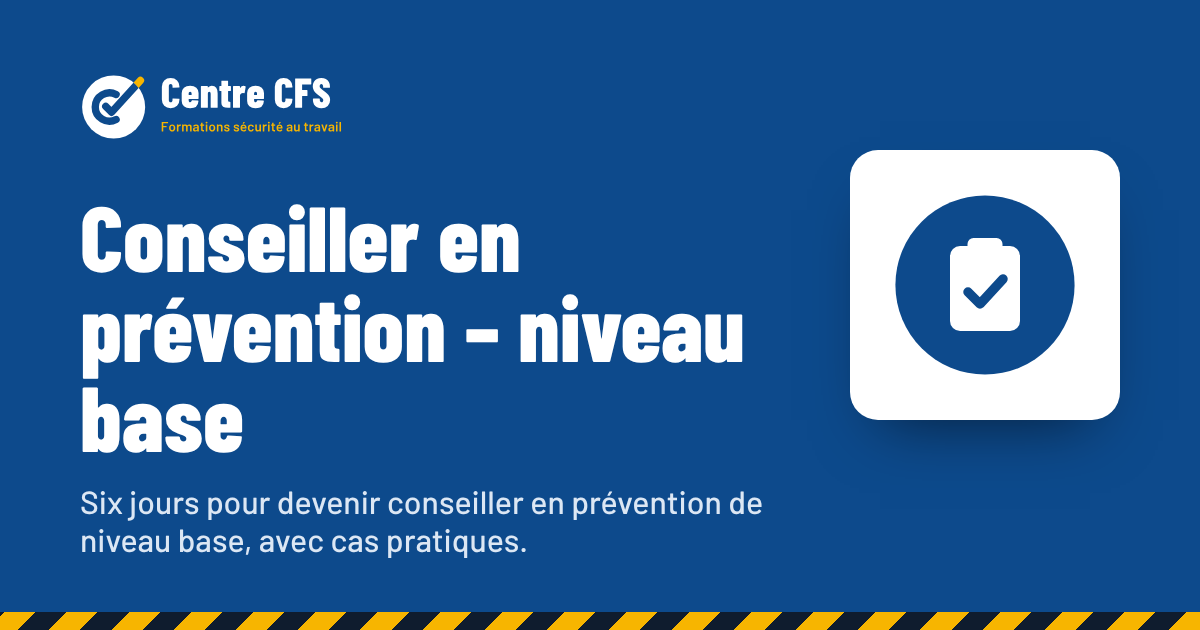 Centre CFS
Formations sécurité au travail
Conseiller en
prévention – niveau
base
Six jours pour devenir conseiller en prévention de
niveau base, avec cas pratiques.